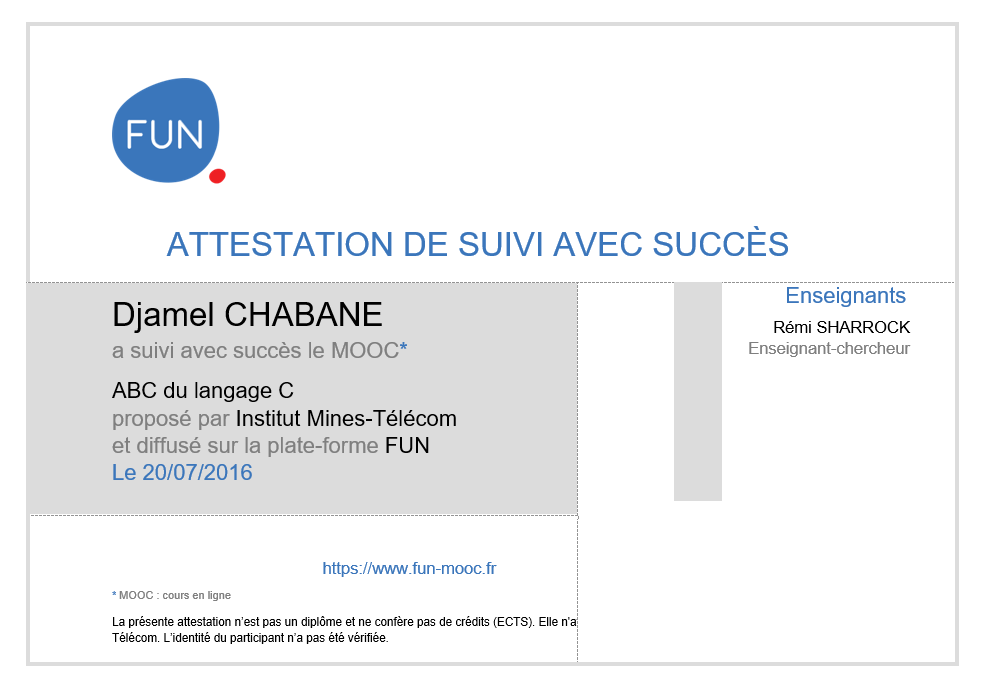 FUN
ATTESTATION DE SUIVI AVEC SUCCÈS
Djamel CHABANE
a suivi avec succès le MOOC*
ABC du langage C
proposé par Institut Mines-Télécom
et diffusé sur la plate-forme FUN
Le 20/07/2016
Enseignants
Rémi SHARROCK
Enseignant-chercheur
https://www.fun-mooc.fr
* MOOC : cours en ligne
La présente attestation n'est pas un diplôme et ne confère pas de crédits (ECTS). Elle n'a
Télécom. L'identité du participant n'a pas été vérifiée.